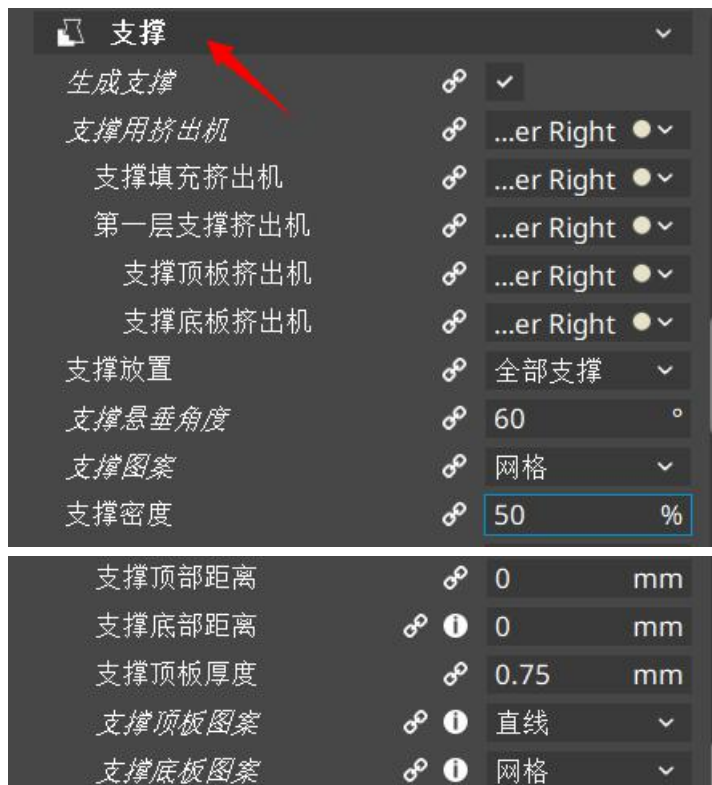 支撑
生成支撑
支撑用挤出机 ...er Right
支撑填充挤出机 ...er Right
第一层支撑挤出机 ...er Right
支撑顶板挤出机 ...er Right
支撑底板挤出机 ...er Right
支撑放置 全部支撑
支撑悬垂角度 60 °
支撑图案 网格
支撑密度 50 %
支撑顶部距离 0 mm
支撑底部距离 0 mm
支撑顶板厚度 0.75 mm
支撑顶板图案 直线
支撑底板图案 网格